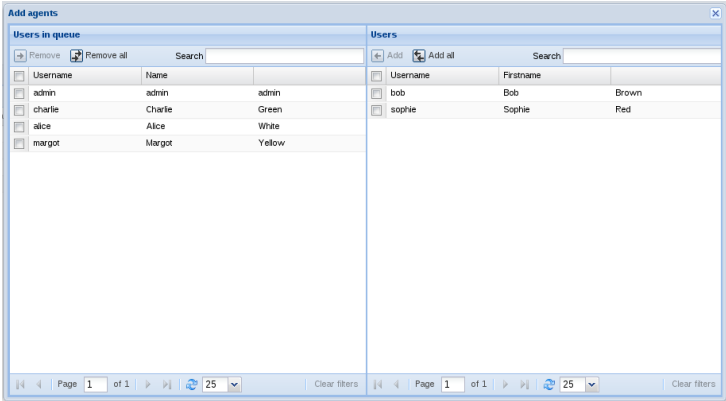 Add agents
Users in queue
Remove Remove all Search
Username Name
admin admin admin
charlie Charlie Green
alice Alice White
margot Margot Yellow
Page 1 of 1 25 Clear filters
Users
Add Add all Search
Username Firstname
bob Bob Brown
sophie Sophie Red
Page 1 of 1 25 Clear filters